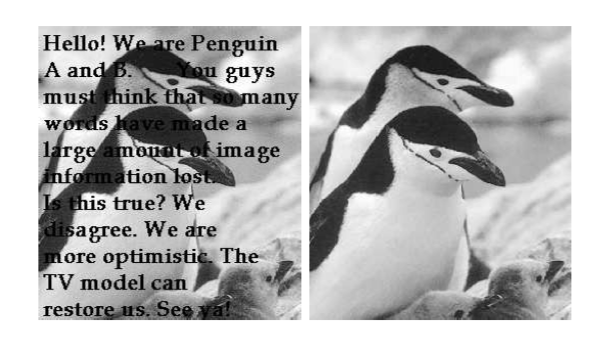 Hello! We are Penguin
A and B. You guys
must think that so many
words have made a
large amount of image
information lost.
Is this true? We
disagree. We are
more optimistic. The
TV model can
restore us. See ya!